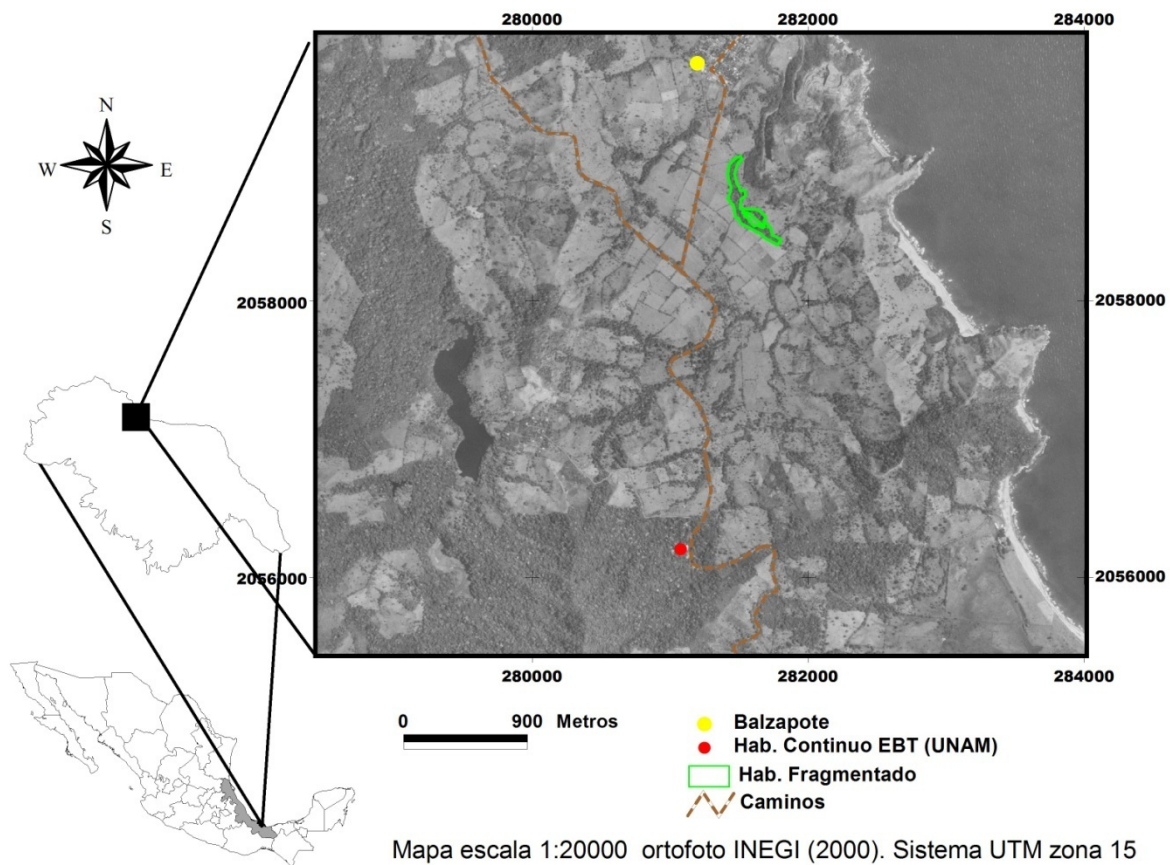 280000 282000 284000
N
W E
S
2058000 2058000
2056000 2056000
280000 282000 284000
0 900 Metros
Balzapote
Hab. Continuo EBT (UNAM)
Hab. Fragmentado
Caminos
Mapa escala 1:20000 ortofoto INEGI (2000). Sistema UTM zona 15